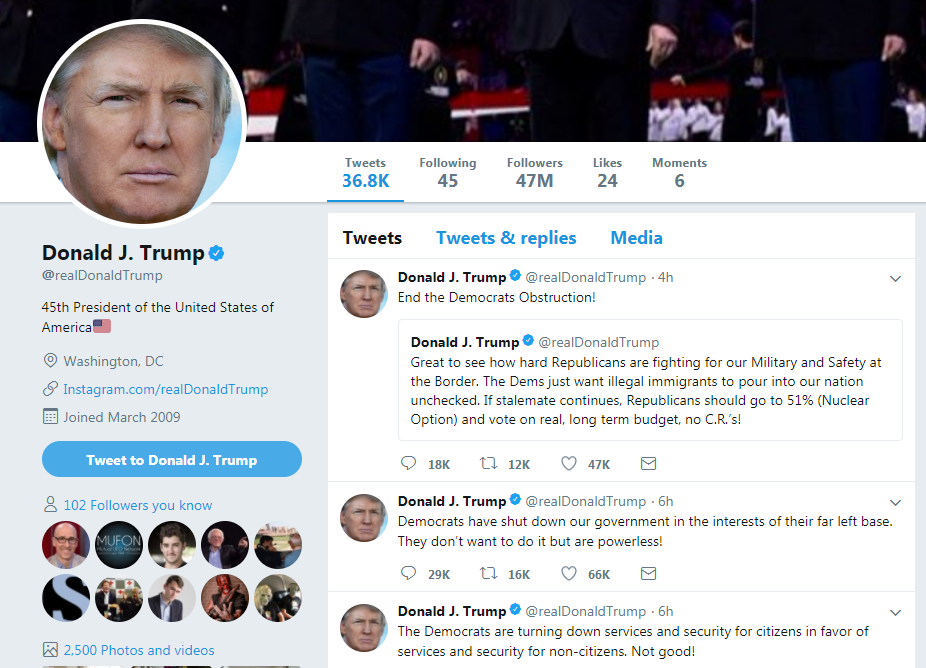 Tweets Following Followers Likes Moments
36.8K 45 47M 24 6
Donald J. Trump
@realDonaldTrump
45th President of the United States of
America
Washington, DC
Instagram.com/realDonaldTrump
Joined March 2009
Tweet to Donald J. Trump
102 Followers you know
MUFON
2,500 Photos and videos
Tweets Tweets & replies Media
Donald J. Trump @realDonaldTrump · 4h
End the Democrats Obstruction!
Donald J. Trump @realDonaldTrump
Great to see how hard Republicans are fighting for our Military and Safety at
the Border. The Dems just want illegal immigrants to pour into our nation
unchecked. If stalemate continues, Republicans should go to 51% (Nuclear
Option) and vote on real, long term budget, no C.R.'s!
18K 12K 47K
Donald J. Trump @realDonaldTrump · 6h
Democrats have shut down our government in the interests of their far left base.
They don't want to do it but are powerless!
29K 16K 66K
Donald J. Trump @realDonaldTrump · 6h
The Democrats are turning down services and security for citizens in favor of
services and security for non-citizens. Not good!